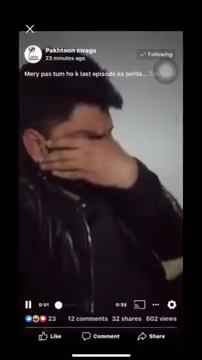 Pakhtoon swaga
23 minutes ago
Following
Mery pas tum ho k last episode ka pehla...
0:01
0:35
23
12 comments 32 shares 602 views
Like
Comment
Share